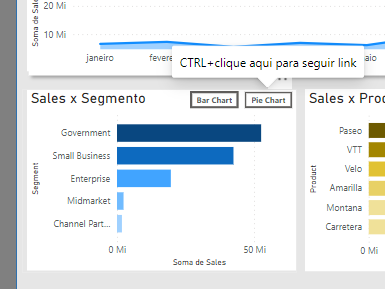 20 Mi
10 Mi
Soma de Sales
janeiro
CTRL+clique aqui para seguir link
Sales x Segmento
Bar Chart
Pie Chart
Segment
Government
Small Business
Enterprise
Midmarket
Channel Part...
0 Mi
50 Mi
Soma de Sales
Sales x Prod
Product
Paseo
VTT
Velo
Amarilla
Montana
Carretera
0 Mi